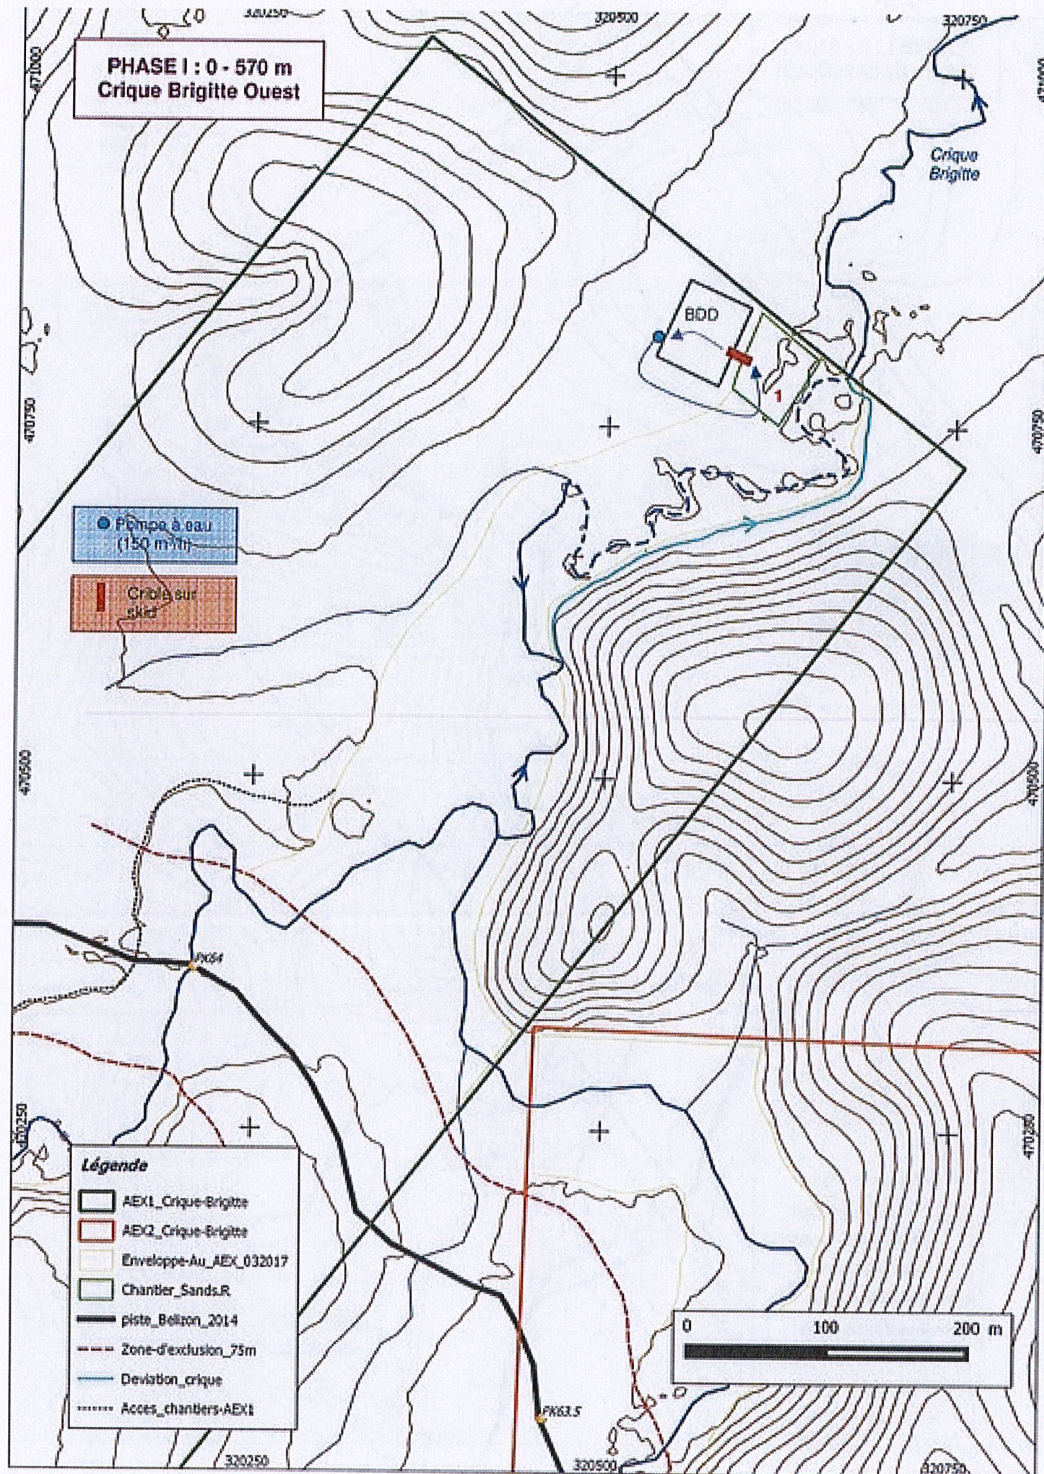 320250
320500
320750
471000
471000
PHASE I : 0 - 570 m
Crique Brigitte Ouest
Crique
Brigitte
BDD
1
470750
470750
Pompe à eau
(150 m³/h)
Crible sur
skid
470500
470500
PK64
470250
470250
Légende
AEX1_Crique-Brigitte
AEX2_Crique-Brigitte
Enveloppe-Au_AEX_032017
Chantier_Sands.R
piste_Belizon_2014
Zone-d'exclusion_75m
Deviation_crique
Acces_chantiers-AEX1
0 100 200 m
PK63.5
320250
320500
320750